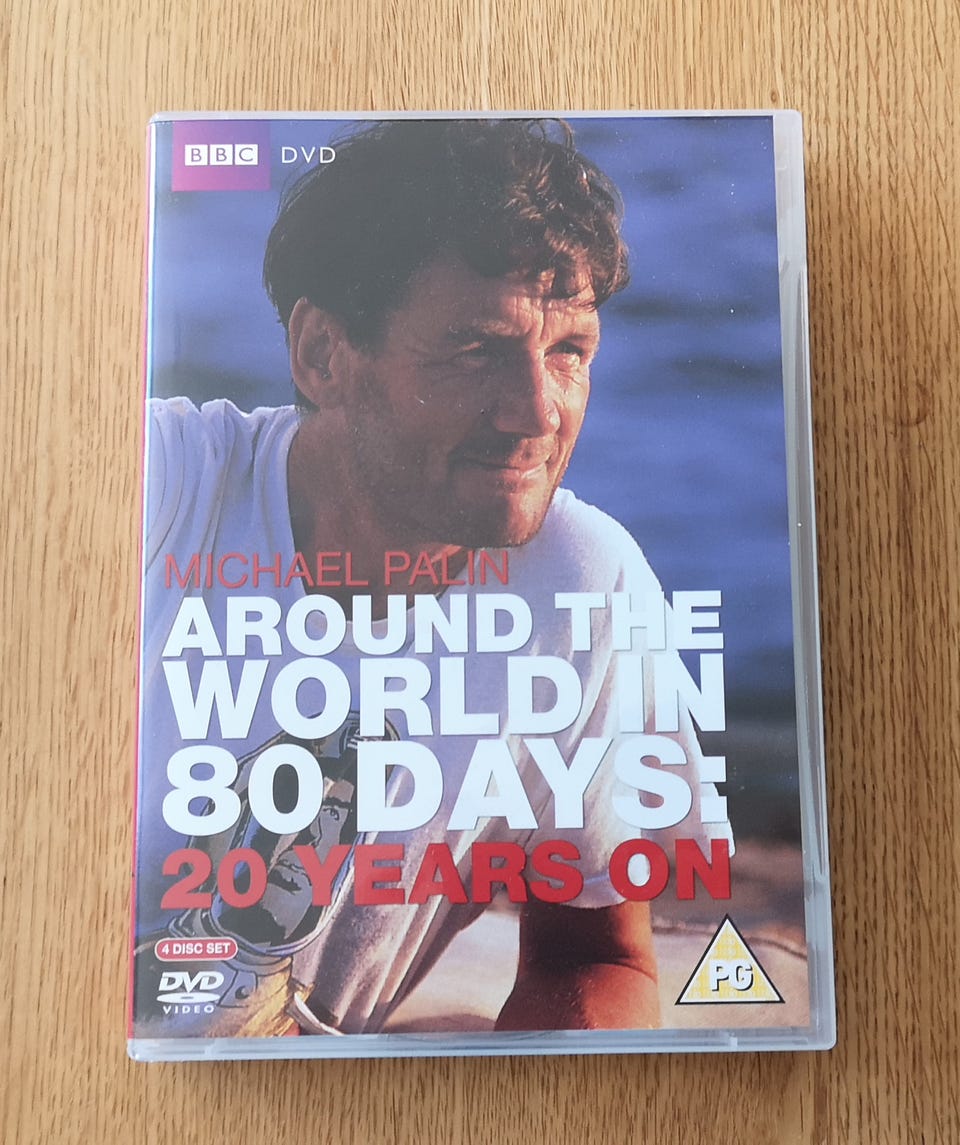 BBC DVD
MICHAEL PALIN
AROUND THE
WORLD IN
80 DAYS:
20 YEARS ON
4 DISC SET
DVD
VIDEO
PG